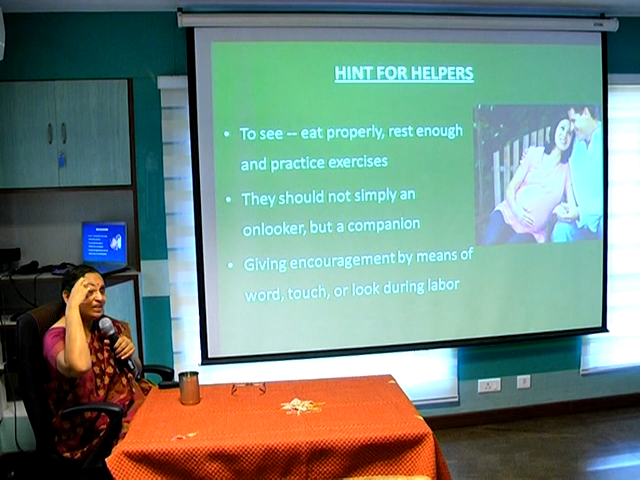 HINT FOR HELPERS
• To see – eat properly, rest enough
and practice exercises
• They should not simply an
onlooker, but a companion
• Giving encouragement by means of
word, touch, or look during labor